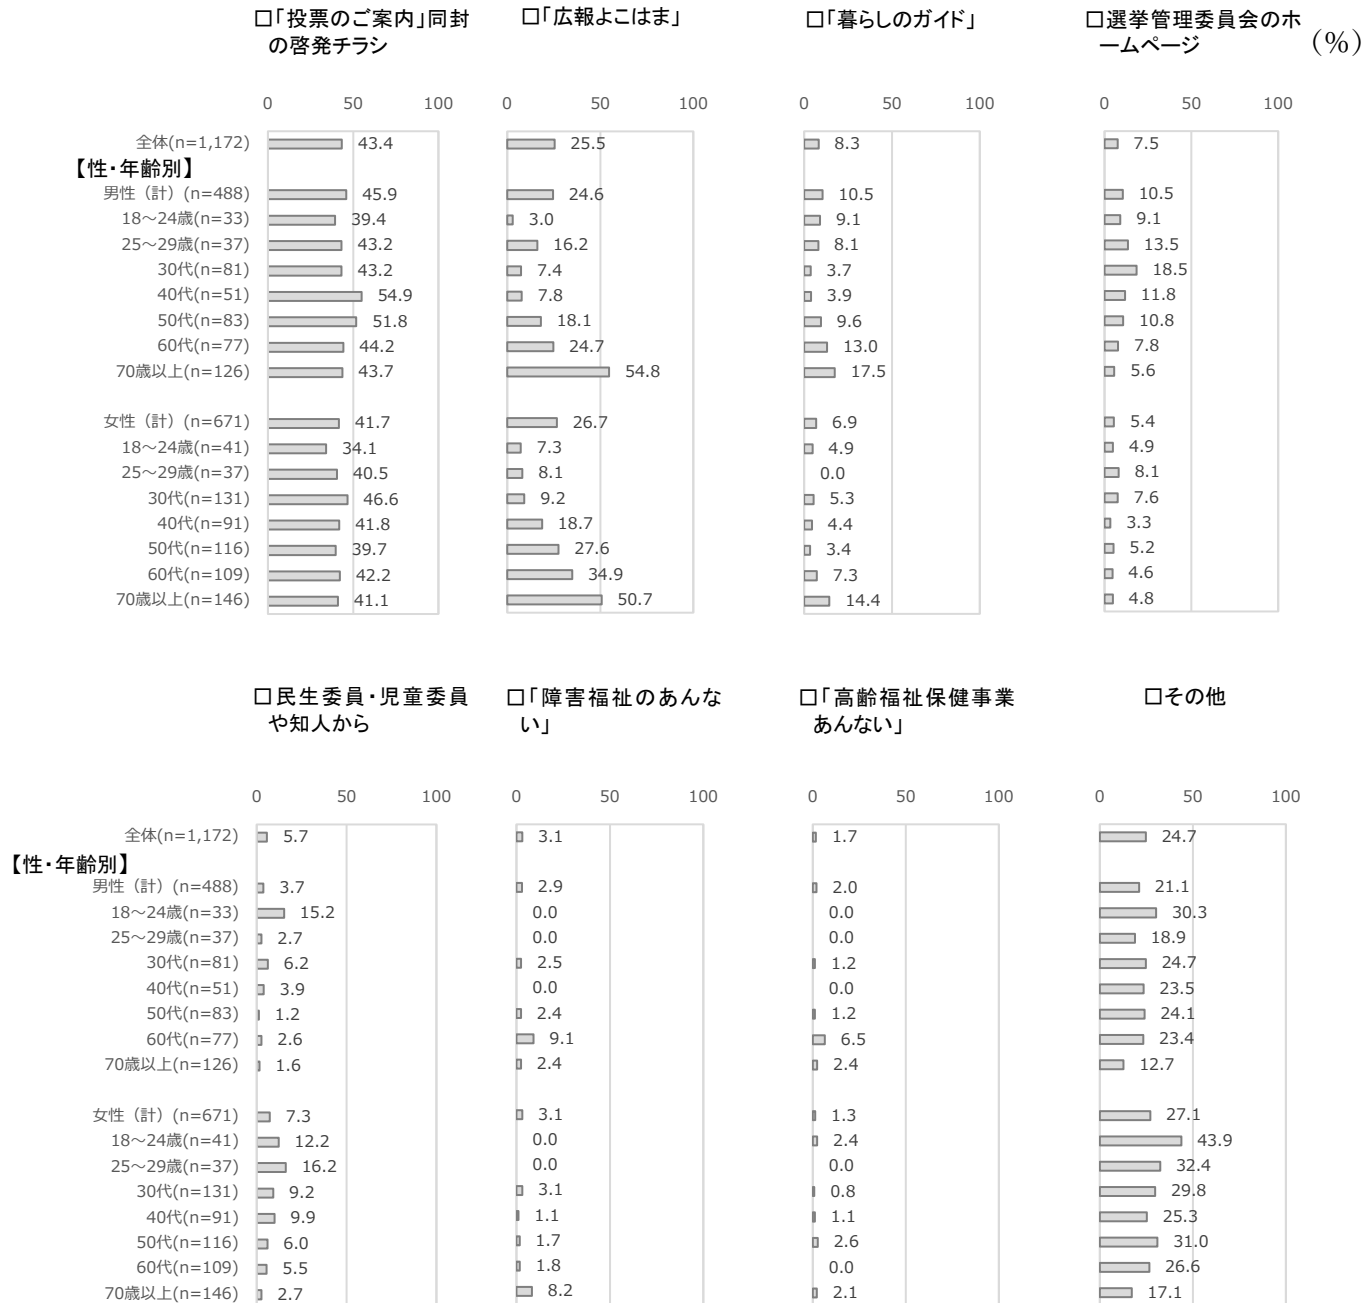 □「投票のご案内」同封
の啓発チラシ
□「広報よこはま」
□「暮らしのガイド」
□選挙管理委員会のホ
ームページ
(%)
0 50 100 0 50 100 0 50 100 0 50 100
全体(n=1,172) 43.4 25.5 8.3 7.5
【性・年齢別】
男性（計）(n=488) 45.9 24.6 10.5 10.5
18～24歳(n=33) 39.4 3.0 9.1 9.1
25～29歳(n=37) 43.2 16.2 8.1 13.5
30代(n=81) 43.2 7.4 3.7 18.5
40代(n=51) 54.9 7.8 3.9 11.8
50代(n=83) 51.8 18.1 9.6 10.8
60代(n=77) 44.2 24.7 13.0 7.8
70歳以上(n=126) 43.7 54.8 17.5 5.6
女性（計）(n=671) 41.7 26.7 6.9 5.4
18～24歳(n=41) 34.1 7.3 4.9 4.9
25～29歳(n=37) 40.5 8.1 0.0 8.1
30代(n=131) 46.6 9.2 5.3 7.6
40代(n=91) 41.8 18.7 4.4 3.3
50代(n=116) 39.7 27.6 3.4 5.2
60代(n=109) 42.2 34.9 7.3 4.6
70歳以上(n=146) 41.1 50.7 14.4 4.8
□民生委員・児童委員
や知人から
□「障害福祉のあんな
い」
□「高齢福祉保健事業
あんない」
□その他
0 50 100 0 50 100 0 50 100 0 50 100
全体(n=1,172) 5.7 3.1 1.7 24.7
【性・年齢別】
男性（計）(n=488) 3.7 2.9 2.0 21.1
18～24歳(n=33) 15.2 0.0 0.0 30.3
25～29歳(n=37) 2.7 0.0 0.0 18.9
30代(n=81) 6.2 2.5 1.2 24.7
40代(n=51) 3.9 0.0 0.0 23.5
50代(n=83) 1.2 2.4 1.2 24.1
60代(n=77) 2.6 9.1 6.5 23.4
70歳以上(n=126) 1.6 2.4 2.4 12.7
女性（計）(n=671) 7.3 3.1 1.3 27.1
18～24歳(n=41) 12.2 0.0 2.4 43.9
25～29歳(n=37) 16.2 0.0 0.0 32.4
30代(n=131) 9.2 3.1 0.8 29.8
40代(n=91) 9.9 1.1 1.1 25.3
50代(n=116) 6.0 1.7 2.6 31.0
60代(n=109) 5.5 1.8 0.0 26.6
70歳以上(n=146) 2.7 8.2 2.1 17.1